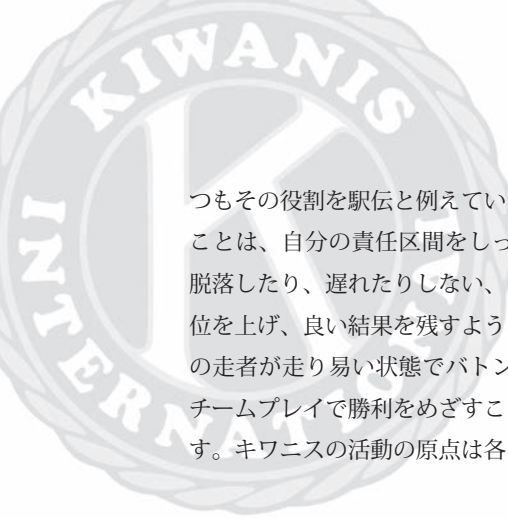 KIWANIS
INTERNATIONAL
K
つもその役割を駅伝と例えてい
ことは、自分の責任区間をしっ
脱落したり、遅れたりしない、
位を上げ、良い結果を残すよう
の走者が走り易い状態でバトン
チームプレイで勝利をめざすこ
す。キワニスの活動の原点は各